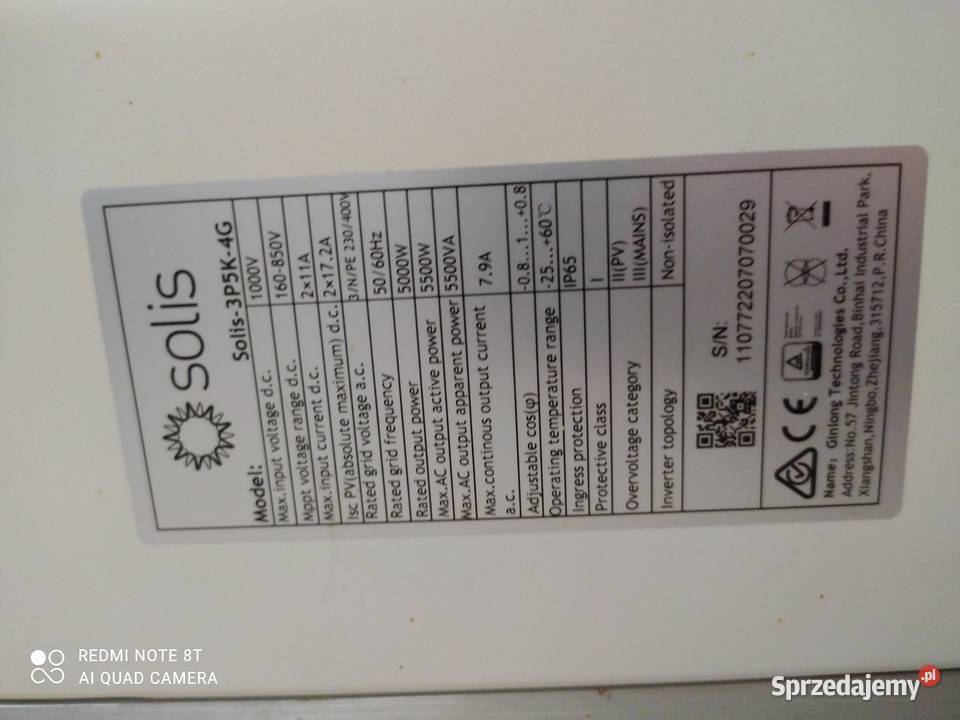 solis
Model: Solis-3P5K-4G
Max.input voltage d.c. 1000V
Mppt voltage range d.c. 160-850V
Max.input current d.c. 2×11A
Isc PV(absolute maximum) d.c. 2×17.2A
Rated grid voltage a.c. 3/N/PE 230/400V
Rated grid frequency 50/60Hz
Rated output power 5000W
Max.AC output active power 5500W
Max.AC output apparent power 5500VA
Max.continous output current
a.c. 7.9A
Adjustable cos(φ) -0.8...1...+0.8
Operating temperature range -25...+60℃
Ingress protection IP65
Protective class I
Overvoltage category II(PV)
III(MAINS)
Inverter topology Non-isolated
S/N:
110772207070029
CE
Name: Ginlong Technologies Co.,Ltd.
Address:No.57 Jintong Road,Binhai Industrial Park,
Xiangshan,Ningbo,Zhejiang,315712,P.R.China
REDMI NOTE 8T
AI QUAD CAMERA
Sprzedajemy.pl